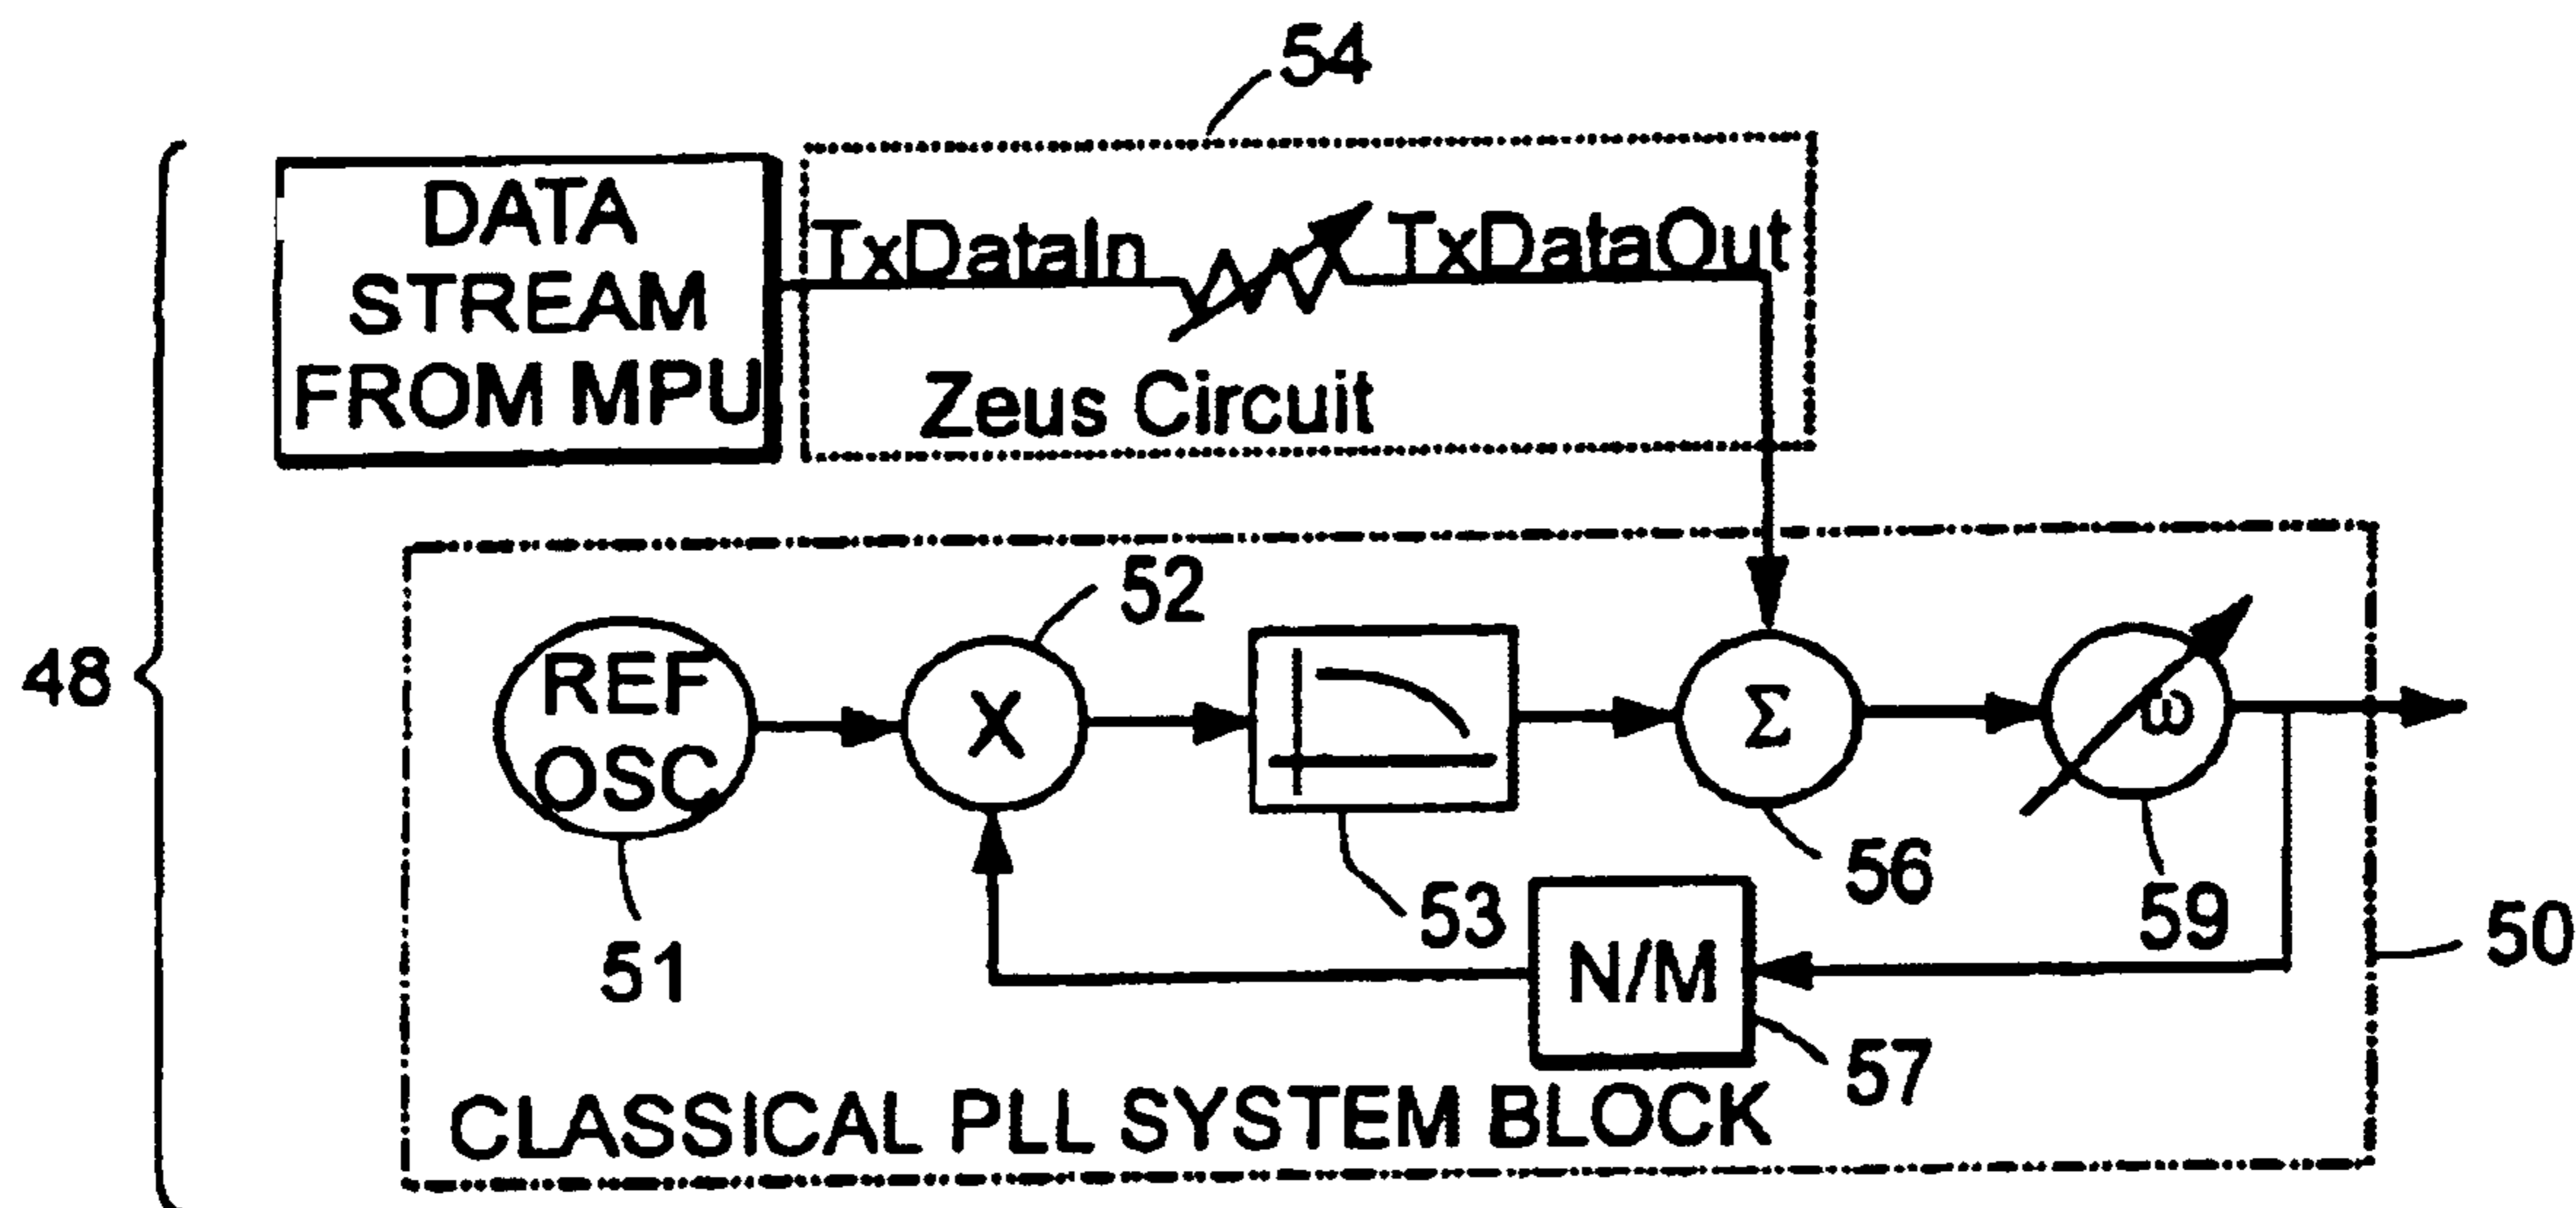 54
DATA
STREAM
FROM MPU
TxDataIn
TxDataOut
Zeus Circuit
48
52
REF
OSC
X
Σ
ω
51
53
56
59
50
N/M
57
CLASSICAL PLL SYSTEM BLOCK